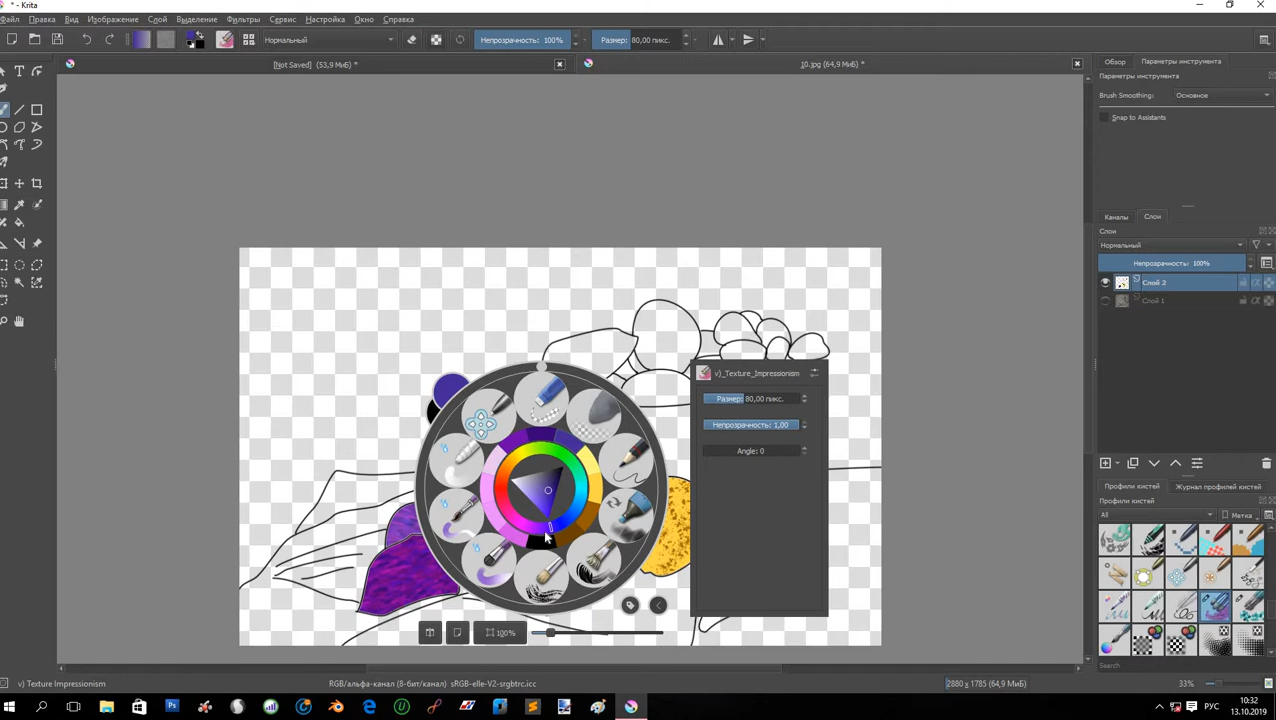 * - Krita
Файл Правка Вид Изображение Слой Выделение Фильтры Сервис Настройка Окно Справка
Нормальный Непрозрачность: 100% Размер: 80,00 пикс.
[Not Saved] (53,9 МиБ) * 10.jpg (64,9 МиБ) *
Обзор Параметры инструмента
Параметры инструмента
Brush Smoothing: Основное
Snap to Assistants
Каналы Слои
Слои
Нормальный
Непрозрачность: 100%
Слой 2
Слой 1
v)_Texture_Impressionism
Размер: 80,00 пикс.
Непрозрачность: 1,00
Angle: 0
100%
Профили кистей Журнал профилей кистей
Профили кистей
All Метка
Search
v) Texture Impressionism RGB/альфа-канал (8-бит/канал) sRGB-elle-V2-srgbtrc.icc 2880 x 1785 (64,9 МиБ) 33%
РУС 10:32
13.10.2019